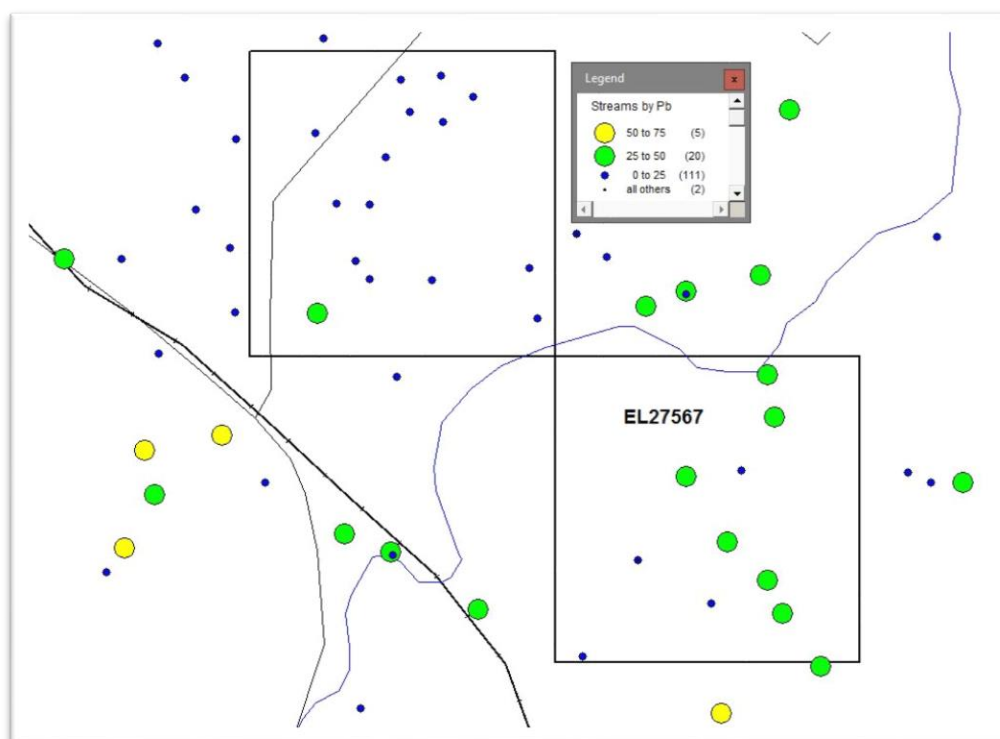 Legend
x
Streams by Pb
50 to 75 (5)
25 to 50 (20)
0 to 25 (111)
all others (2)
EL27567